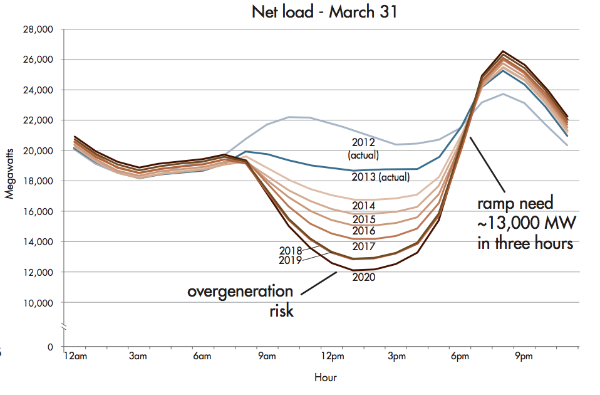 Net load - March 31
28,000
26,000
24,000
22,000
20,000
18,000
16,000
14,000
12,000
10,000
0
Megawatts
2012
(actual)
2013 (actual)
2014
2015
2016
2017
2018
2019
2020
ramp need
~13,000 MW
in three hours
overgeneration
risk
12am 3am 6am 9am 12pm 3pm 6pm 9pm
Hour